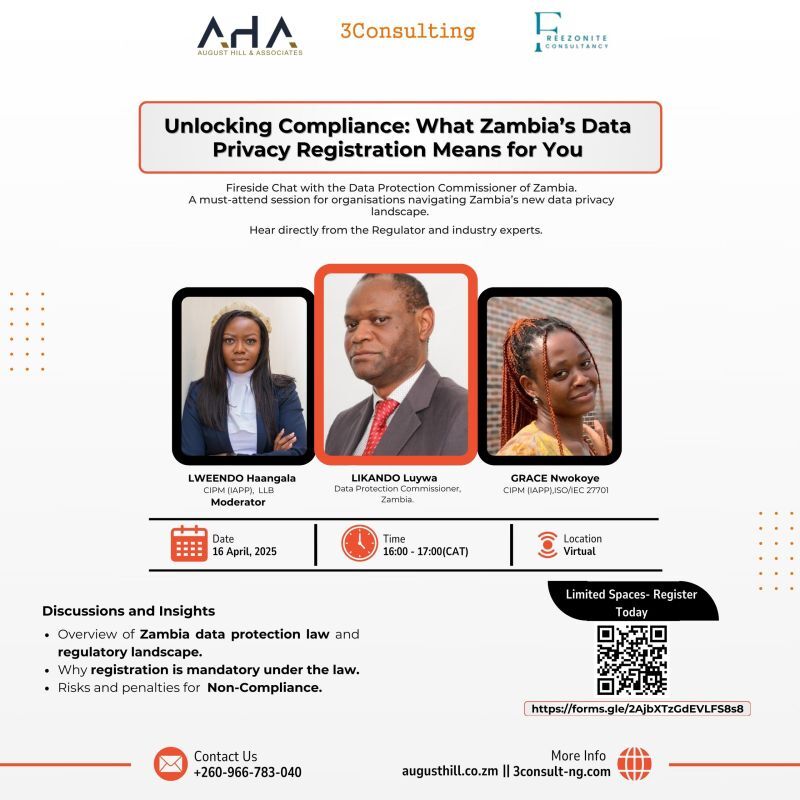 AHA
AUGUST HILL & ASSOCIATES
3Consulting
FREEZONITE
CONSULTANCY
Unlocking Compliance: What Zambia's Data
Privacy Registration Means for You
Fireside Chat with the Data Protection Commissioner of Zambia.
A must-attend session for organisations navigating Zambia's new data privacy
landscape.
Hear directly from the Regulator and industry experts.
LWEENDO Haangala
CIPM (IAPP), LLB
Moderator
LIKANDO Luywa
Data Protection Commissioner,
Zambia.
GRACE Nwokoye
CIPM (IAPP),ISO/IEC 27701
Date
16 April, 2025
Time
16:00 - 17:00(CAT)
Location
Virtual
Discussions and Insights
• Overview of Zambia data protection law and
regulatory landscape.
• Why registration is mandatory under the law.
• Risks and penalties for Non-Compliance.
Limited Spaces- Register
Today
https://forms.gle/2AjbXTzGdEVLFS8s8
Contact Us
+260-966-783-040
More Info
augusthill.co.zm || 3consult-ng.com